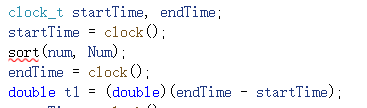 clock_t startTime, endTime;
startTime = clock();
sort(num, Num);
endTime = clock();
double t1 = (double)(endTime - startTime);